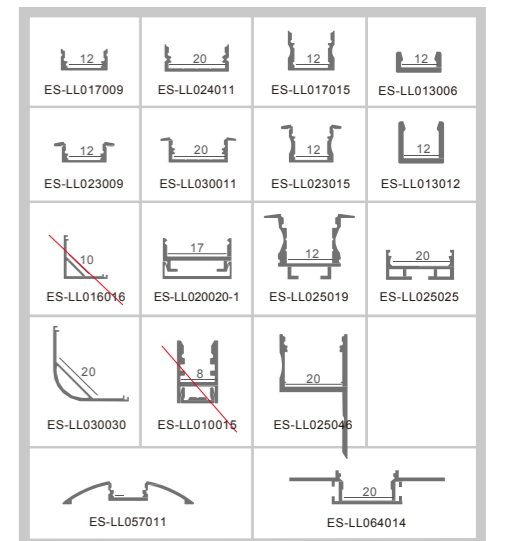 12 20 12 12
ES-LL017009 ES-LL024011 ES-LL017015 ES-LL013006
12 20 12 12
ES-LL023009 ES-LL030011 ES-LL023015 ES-LL013012
10 17 12 20
ES-LL016016 ES-LL020020-1 ES-LL025019 ES-LL025025
20 8 20
ES-LL030030 ES-LL010015 ES-LL025046
20
ES-LL057011 ES-LL064014